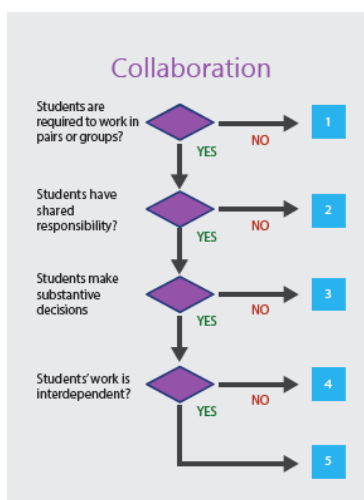 Collaboration
Students are
required to work in
pairs or groups?
1
YES
NO
Students have
shared
responsibility?
2
YES
NO
Students make
substantive
decisions
3
YES
NO
Students' work is
interdependent?
4
YES
NO
5